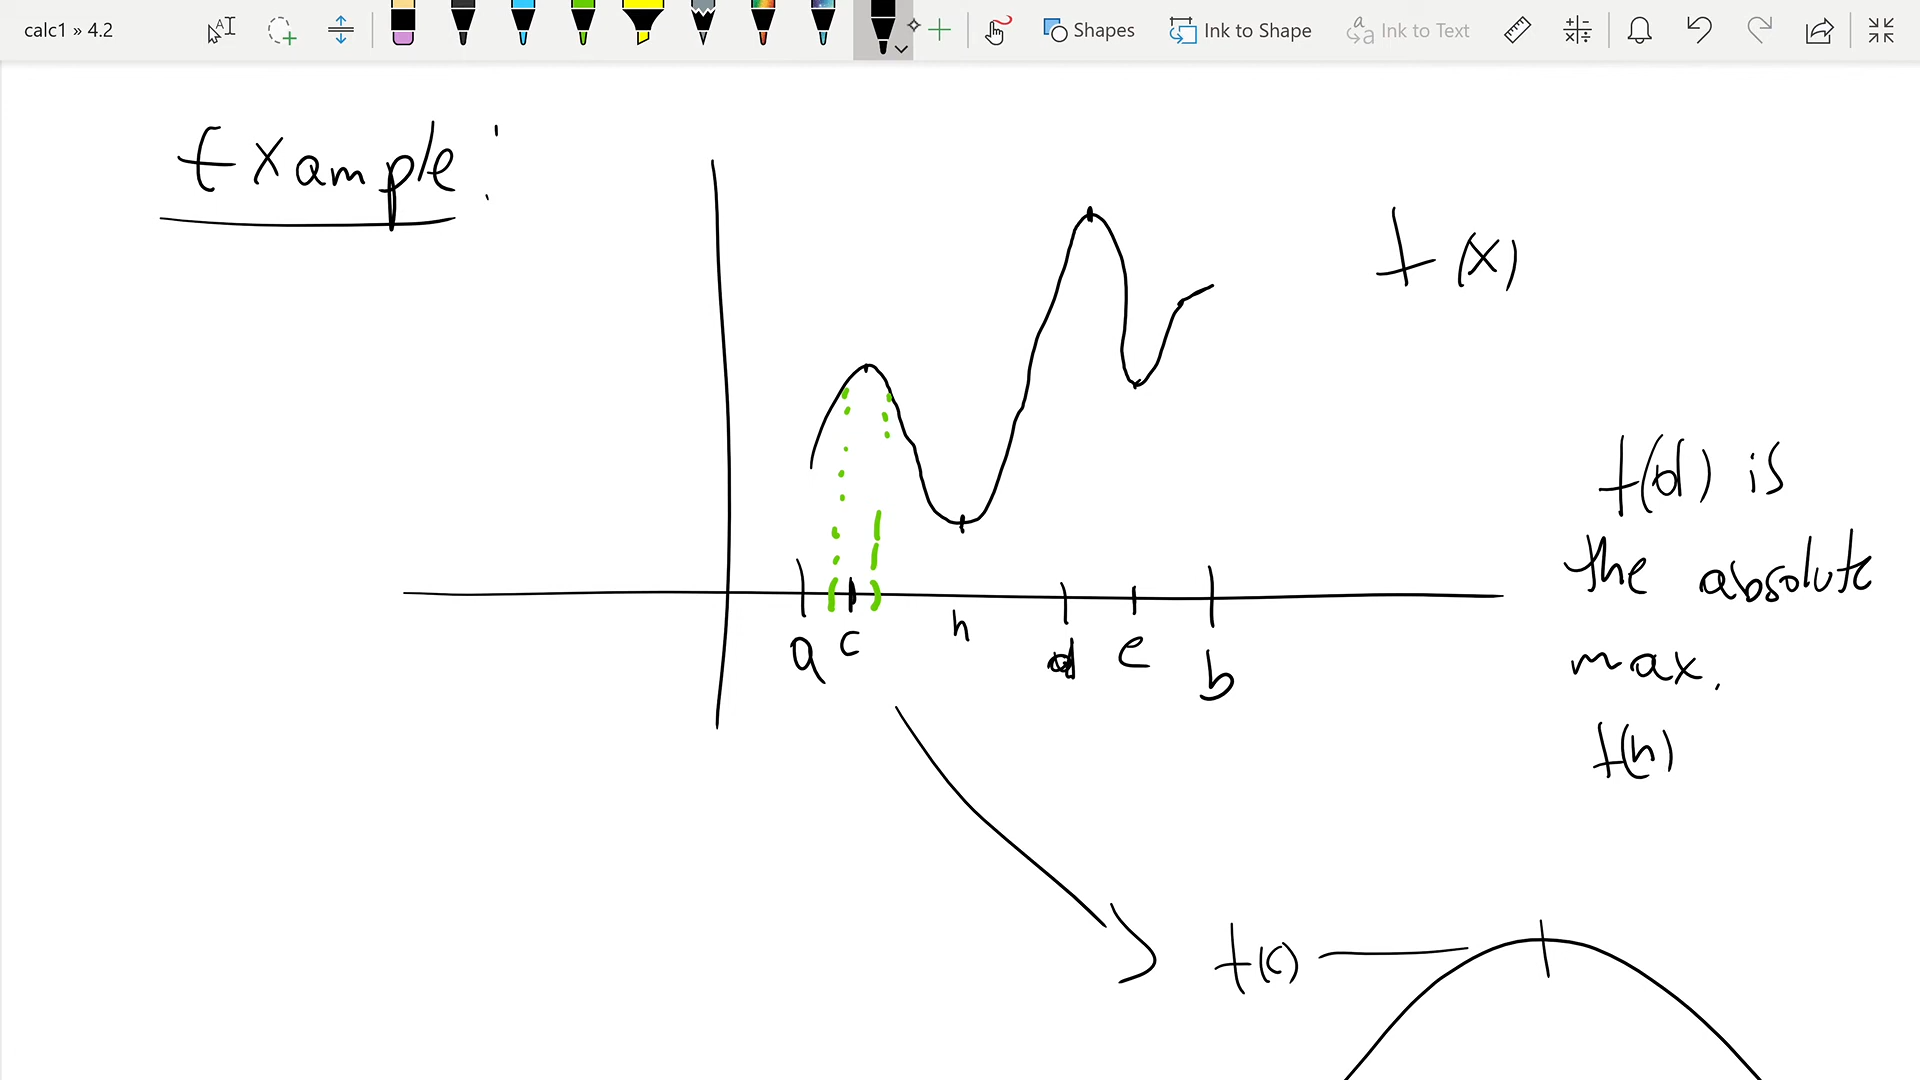 calc1 » 4.2
Shapes
Ink to Shape
Ink to Text
Example:
f(x)
f(d) is
the absolute
max.
f(h)
a c h d e b
f(c)